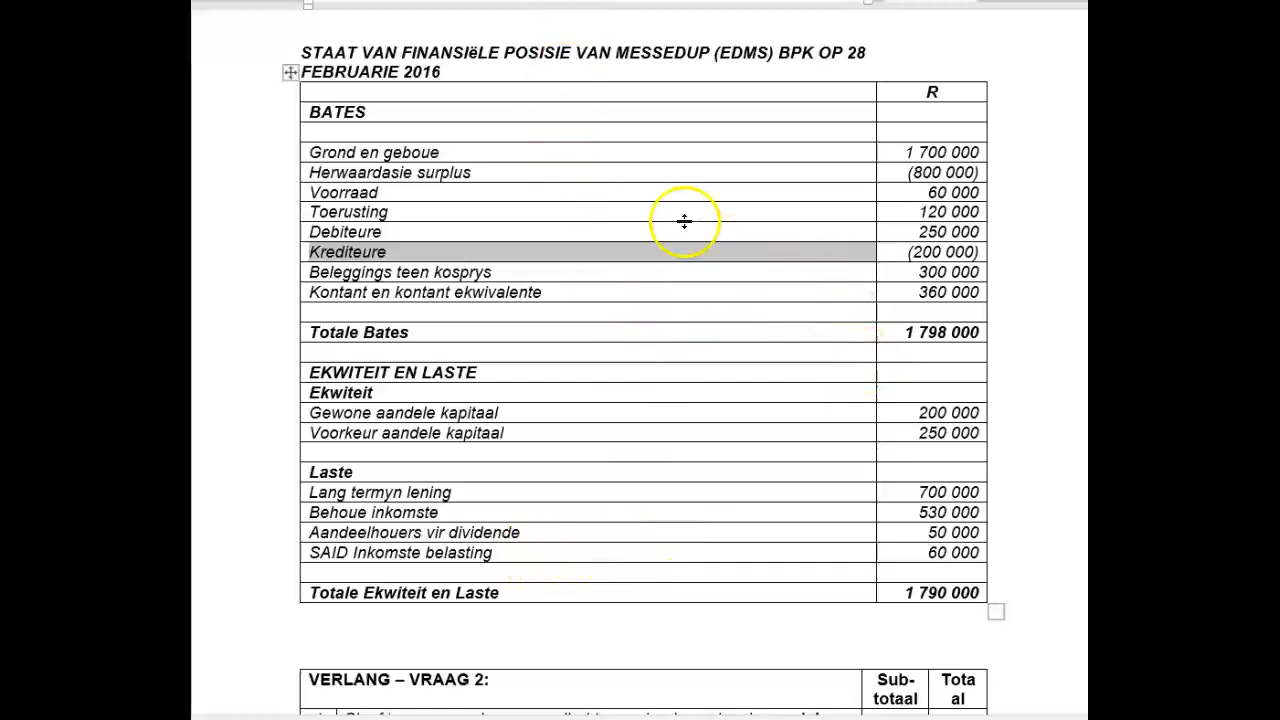 STAAT VAN FINANSIëLE POSISIE VAN MESSEDUP (EDMS) BPK OP 28
FEBRUARIE 2016
R
BATES
Grond en geboue 1 700 000
Herwaardasie surplus (800 000)
Voorraad 60 000
Toerusting 120 000
Debiteure 250 000
Krediteure (200 000)
Beleggings teen kosprys 300 000
Kontant en kontant ekwivalente 360 000
Totale Bates 1 798 000
EKWITEIT EN LASTE
Ekwiteit
Gewone aandele kapitaal 200 000
Voorkeur aandele kapitaal 250 000
Laste
Lang termyn lening 700 000
Behoue inkomste 530 000
Aandeelhouers vir dividende 50 000
SAID Inkomste belasting 60 000
Totale Ekwiteit en Laste 1 790 000
VERLANG – VRAAG 2: Sub- Tota
totaal al